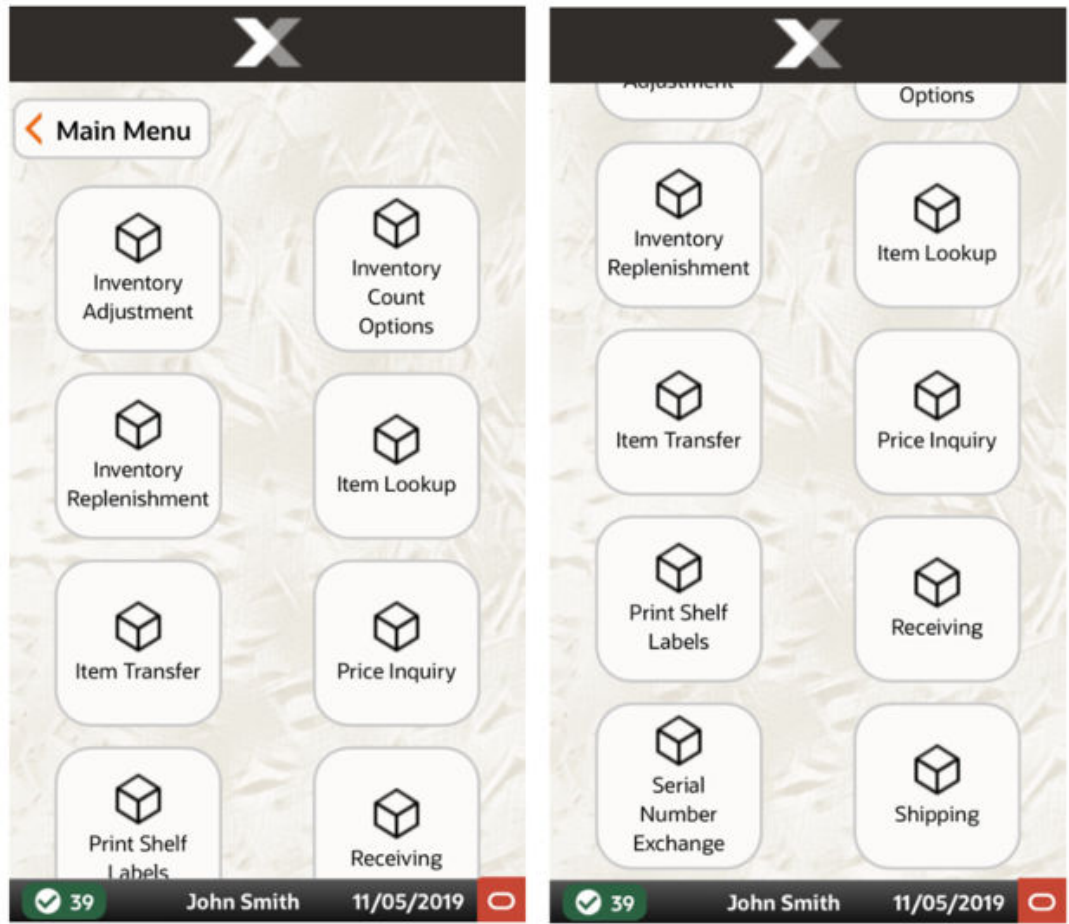 Main Menu
Inventory
Adjustment
Inventory
Count
Options
Inventory
Replenishment
Item Lookup
Item Transfer
Price Inquiry
Print Shelf
Labels
Receiving
39
John Smith
11/05/2019
Adjustment
Options
Inventory
Replenishment
Item Lookup
Item Transfer
Price Inquiry
Print Shelf
Labels
Receiving
Serial
Number
Exchange
Shipping
39
John Smith
11/05/2019